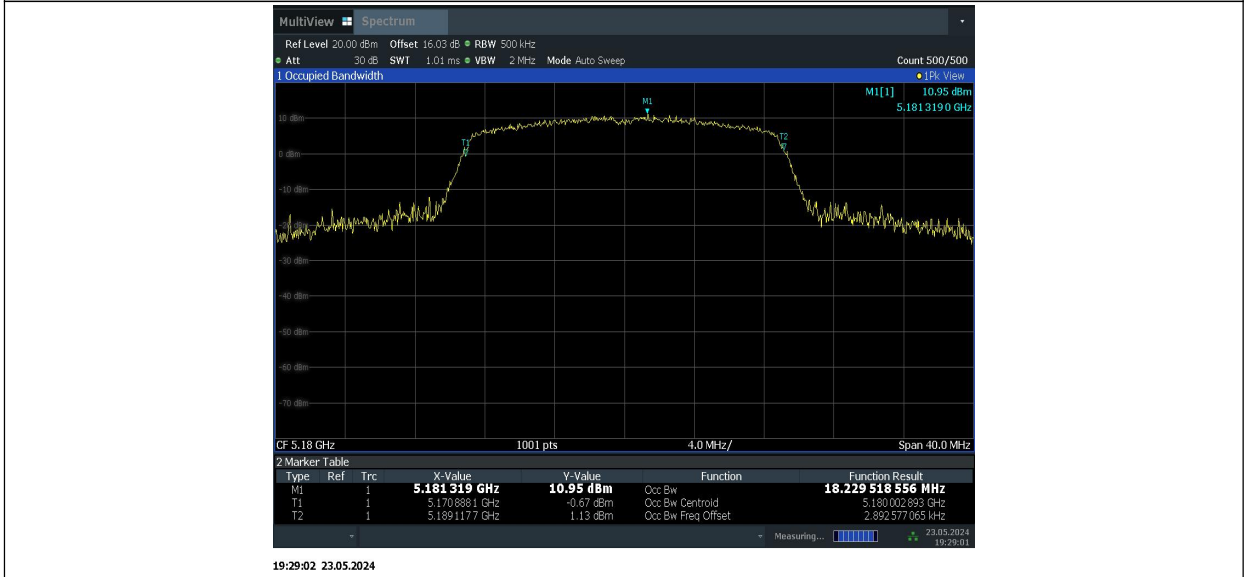 MultiView Spectrum
Ref Level 20.00 dBm Offset 16.03 dB RBW 500 kHz
Att 30 dB SWT 1.01 ms VBW 2 MHz Mode Auto Sweep Count 500/500
1 Occupied Bandwidth 1Pk View
M1[1] 10.95 dBm
5.1813190 GHz
M1
10 dBm
T1
T2
0 dBm
-10 dBm
-20 dBm
-30 dBm
-40 dBm
-50 dBm
-60 dBm
-70 dBm
CF 5.18 GHz 1001 pts 4.0 MHz/ Span 40.0 MHz
2 Marker Table
Type Ref Trc X-Value Y-Value Function Function Result
M1 1 5.181 319 GHz 10.95 dBm Occ Bw 18.229 518 556 MHz
T1 1 5.170 8881 GHz -0.67 dBm Occ Bw Centroid 5.180 002 893 GHz
T2 1 5.189 1177 GHz 1.13 dBm Occ Bw Freq Offset 2.892 577 065 kHz
Measuring... 23.05.2024
19:29:01
19:29:02 23.05.2024